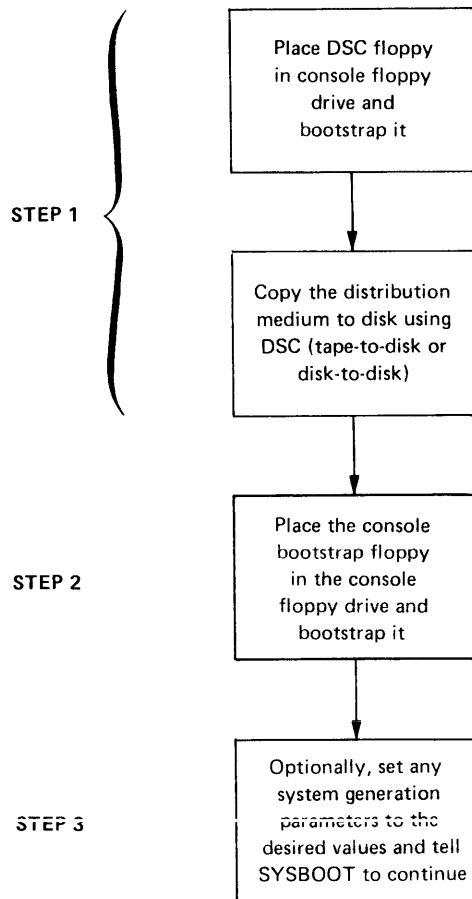 Place DSC floppy
in console floppy
drive and
bootstrap it
STEP 1
Copy the distribution
medium to disk using
DSC (tape-to-disk or
disk-to-disk)
STEP 2
Place the console
bootstrap floppy
in the console
floppy drive and
bootstrap it
STEP 3
Optionally, set any
system generation
parameters to the
desired values and tell
SYSBOOT to continue